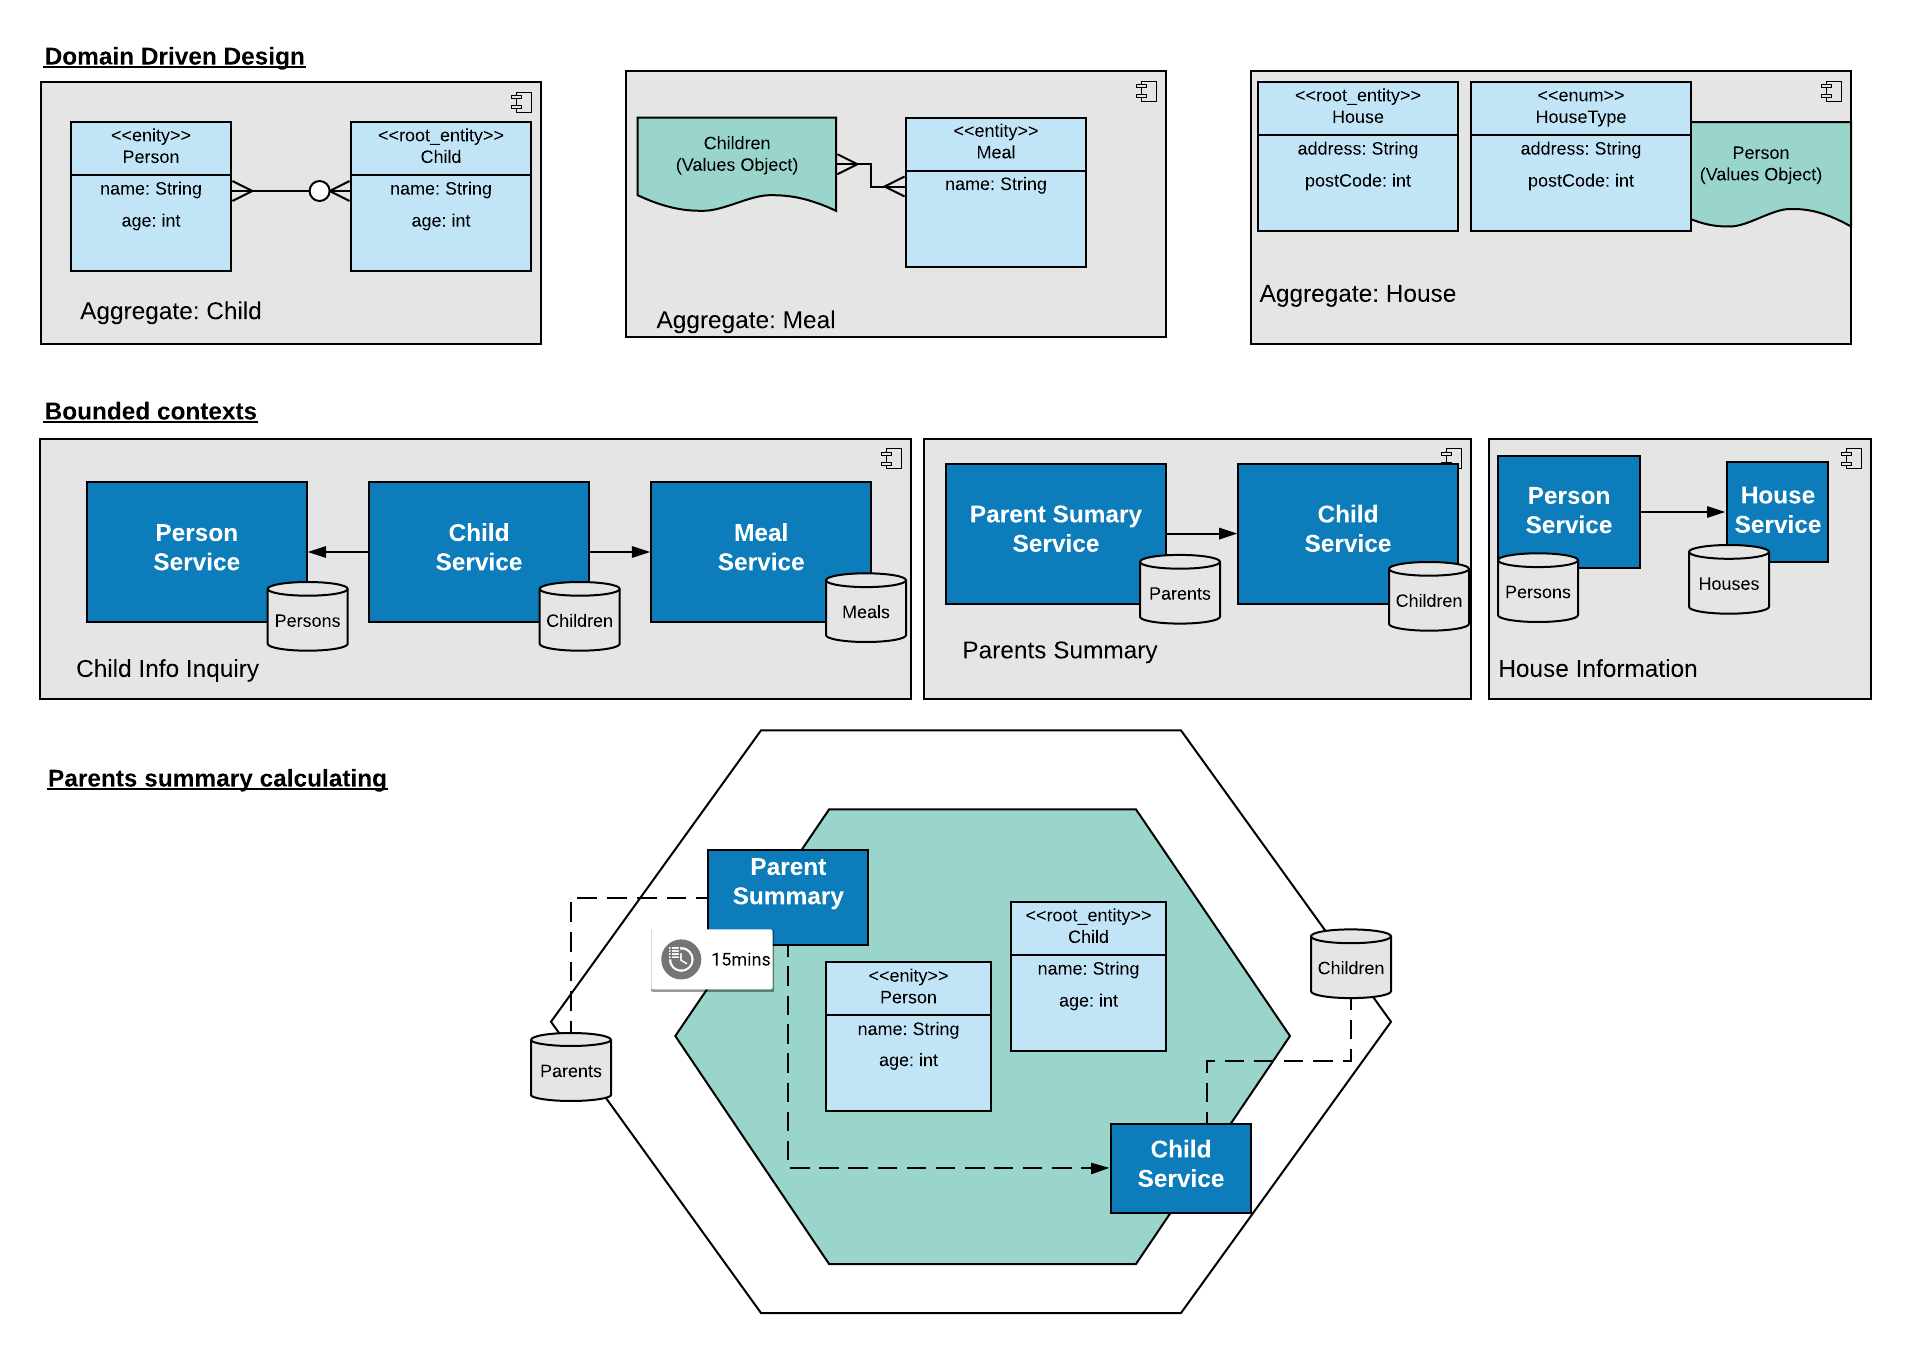 Domain Driven Design
<<enity>>
Person
name: String
age: int
<<root_entity>>
Child
name: String
age: int
Aggregate: Child
Children
(Values Object)
<<entity>>
Meal
name: String
Aggregate: Meal
<<root_entity>>
House
address: String
postCode: int
<<enum>>
HouseType
address: String
postCode: int
Person
(Values Object)
Aggregate: House
Bounded contexts
Person
Service
Persons
Child
Service
Children
Meal
Service
Meals
Child Info Inquiry
Parent Sumary
Service
Parents
Child
Service
Children
Parents Summary
Person
Service
Persons
House
Service
Houses
House Information
Parents summary calculating
Parent
Summary
15mins
<<enity>>
Person
name: String
age: int
<<root_entity>>
Child
name: String
age: int
Children
Parents
Child
Service